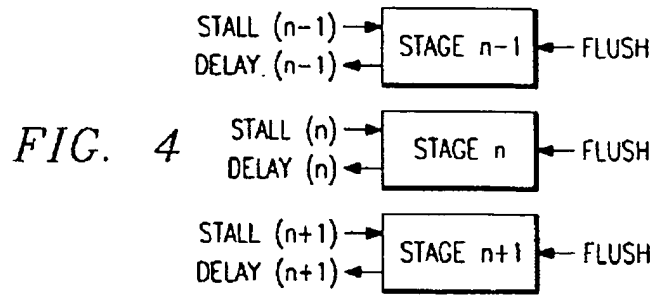 STALL (n-1)
DELAY. (n-1)
STAGE n-1
FLUSH
FIG. 4
STALL (n)
DELAY (n)
STAGE n
FLUSH
STALL (n+1)
DELAY (n+1)
STAGE n+1
FLUSH